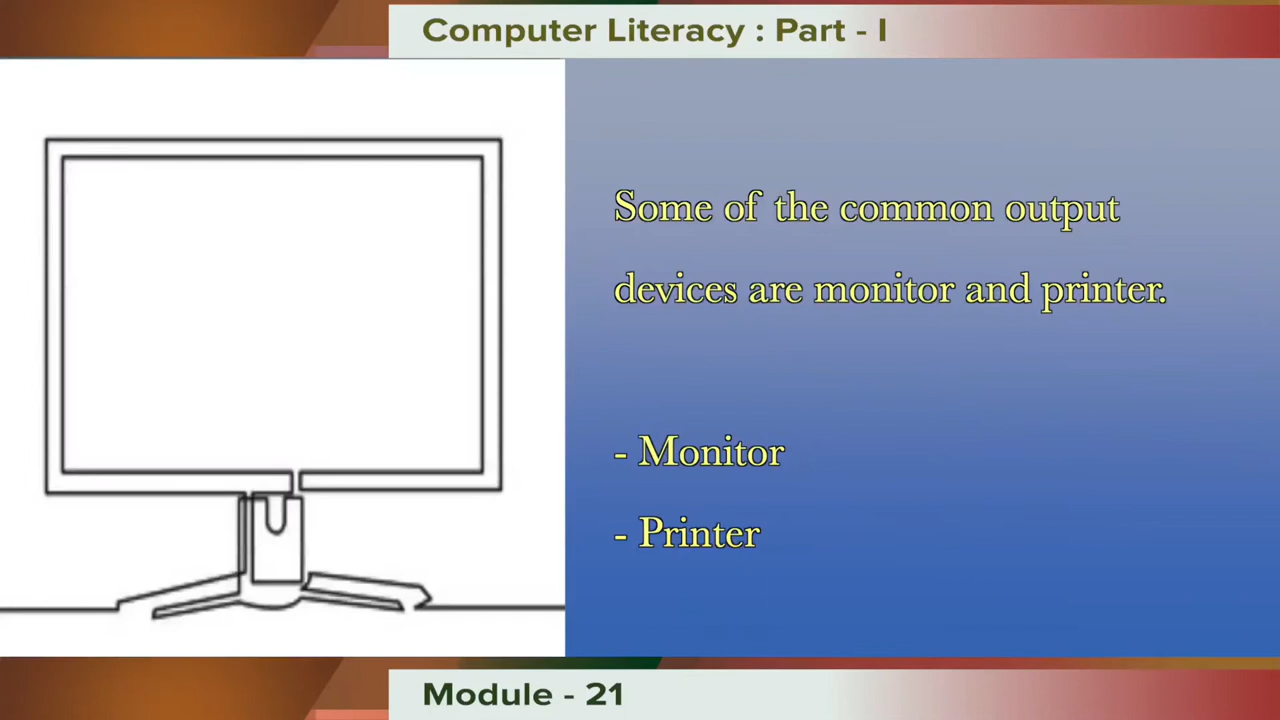 Computer Literacy : Part - I
Some of the common output
devices are monitor and printer.
- Monitor
- Printer
Module - 21